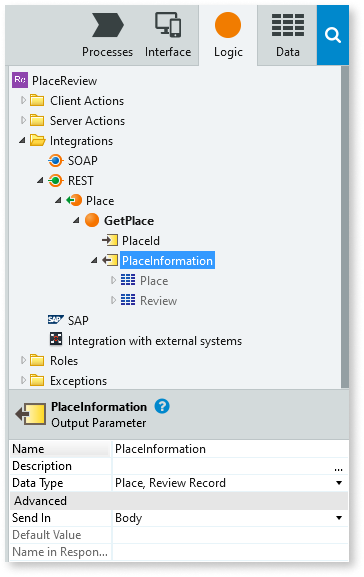 Processes Interface Logic Data
Re PlaceReview
Client Actions
Server Actions
Integrations
SOAP
REST
Place
GetPlace
PlaceId
PlaceInformation
Place
Review
SAP SAP
Integration with external systems
Roles
Exceptions
PlaceInformation ?
Output Parameter
Name PlaceInformation
Description ...
Data Type Place, Review Record
Advanced
Send In Body
Default Value
Name in Respon...